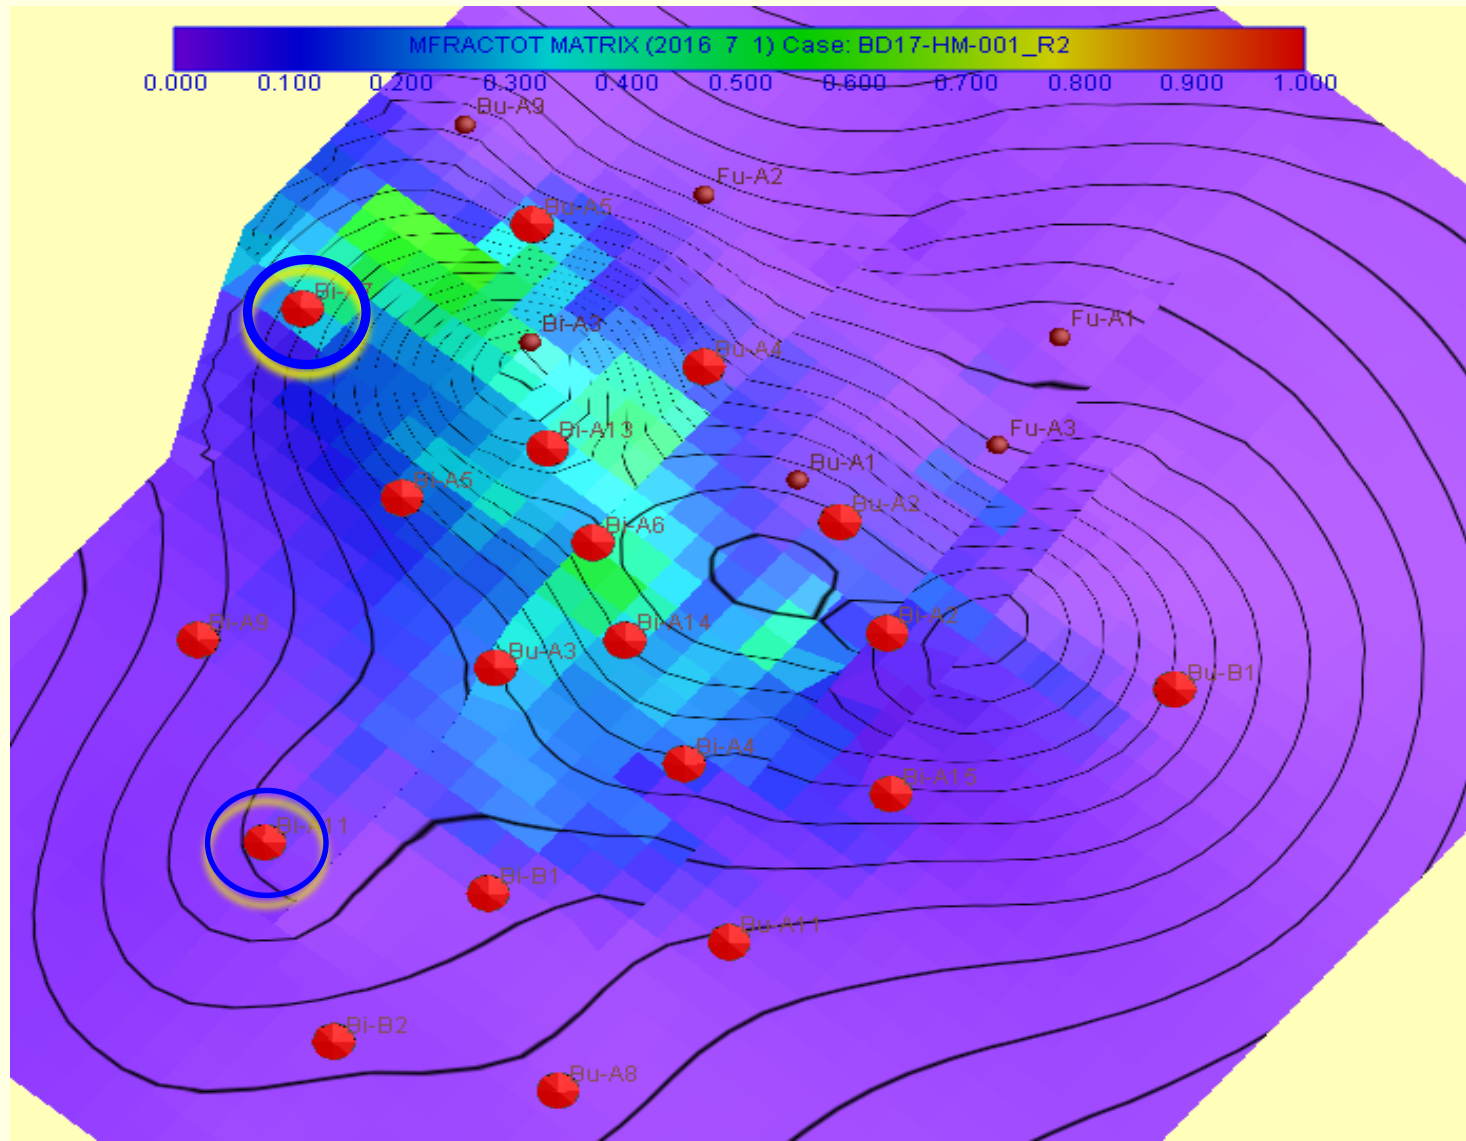 MFRACTOT MATRIX (2016 7 1) Case: BD17-HM-001_R2
0.000 0.100 0.200 0.300 0.400 0.500 0.600 0.700 0.800 0.900 1.000
Bu-A9
Fu-A2
Bu-A5
Bi-A7
Bi-A3
Fu-A1
Bu-A4
Bi-A13
Fu-A3
Bu-A1
Bi-A5
Bu-A2
Bi-A6
Bi-A9
Bi-A14
Bi-A2
Bu-A3
Bu-B1
Bi-A4
Bi-A15
Bi-A11
Bi-B1
Bu-A11
Bi-B2
Bu-A8